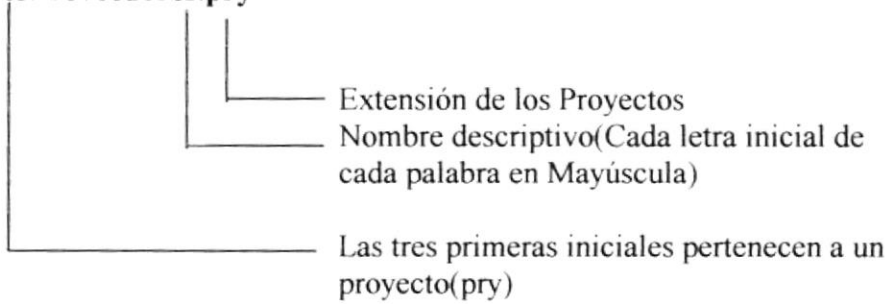 Extensión de los Proyectos
Nombre descriptivo(Cada letra inicial de
cada palabra en Mayúscula)
Las tres primeras iniciales pertenecen a un
proyecto(pry)